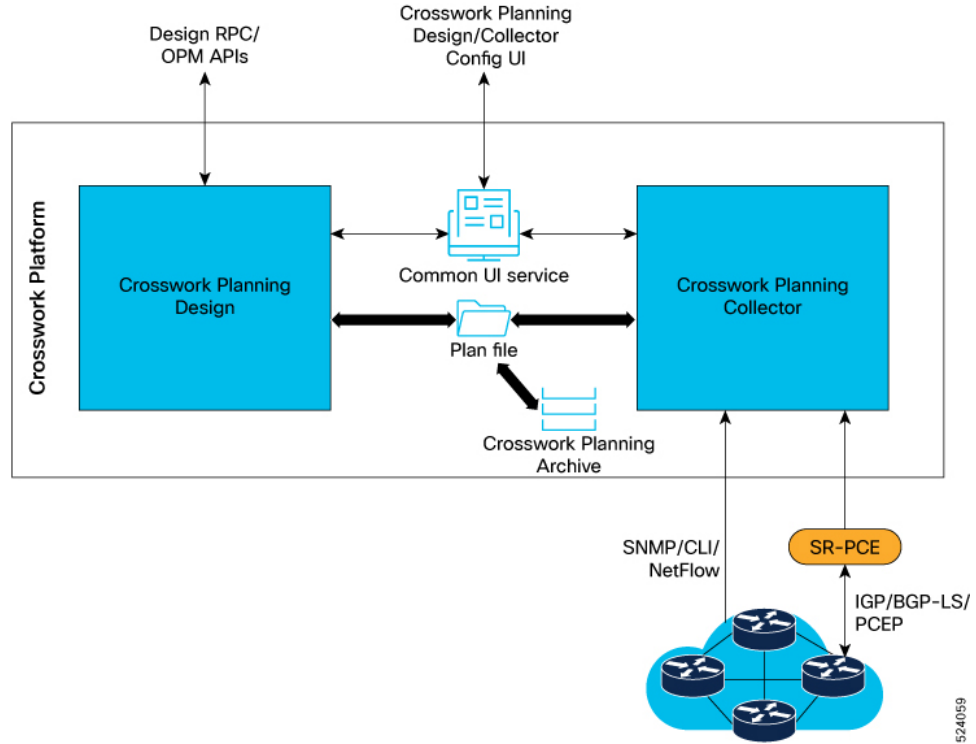 Design RPC/
OPM APIs
Crosswork Planning
Design/Collector
Config UI
Crosswork Platform
Crosswork Planning
Design
Common UI service
Crosswork Planning
Collector
Plan file
Crosswork Planning
Archive
SNMP/CLI/
NetFlow
SR-PCE
IGP/BGP-LS/
PCEP
524059